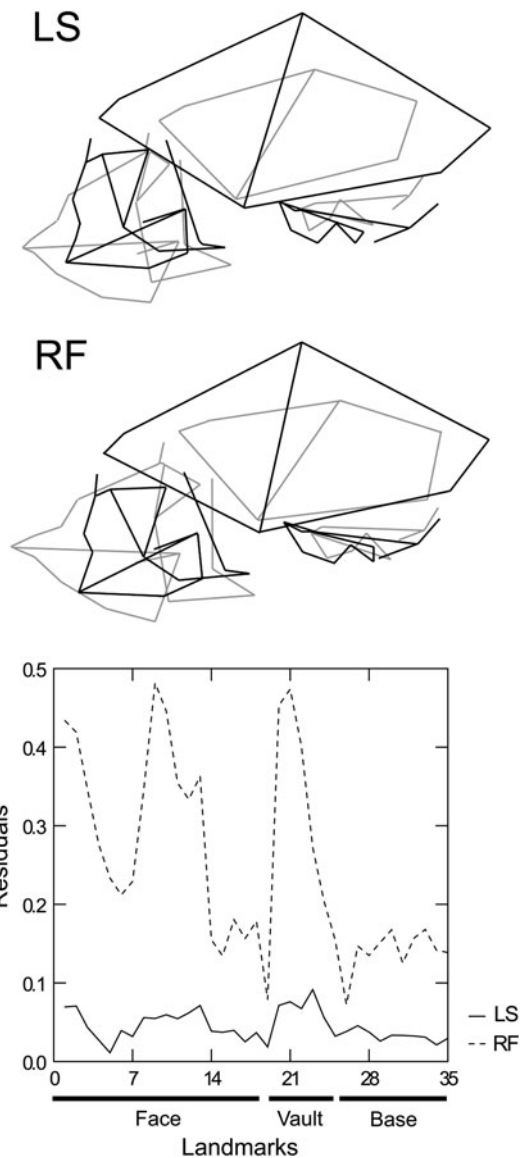 LS
RF
0.5
0.4
0.3
0.2
0.1
0.0
Residuals
0 7 14 21 28 35
LS
RF
Face Vault Base
Landmarks